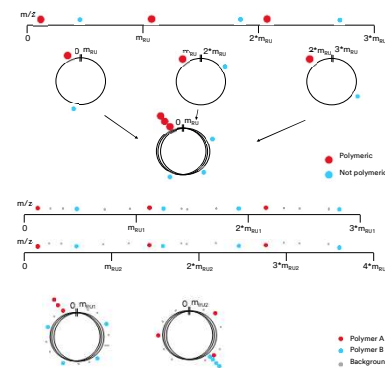 m/z
0 m_RU 2*m_RU 3*m_RU
0 m_RU
m_RU 2*m_RU
2*m_RU 3*m_RU
0 m_RU
Polymeric
Not polymeric
m/z
0 m_RU1 2*m_RU1 3*m_RU1
m/z
0 m_RU2 2*m_RU2 3*m_RU2 4*m_RU2
0 m_RU1
0 m_RU2
Polymer A
Polymer B
Background